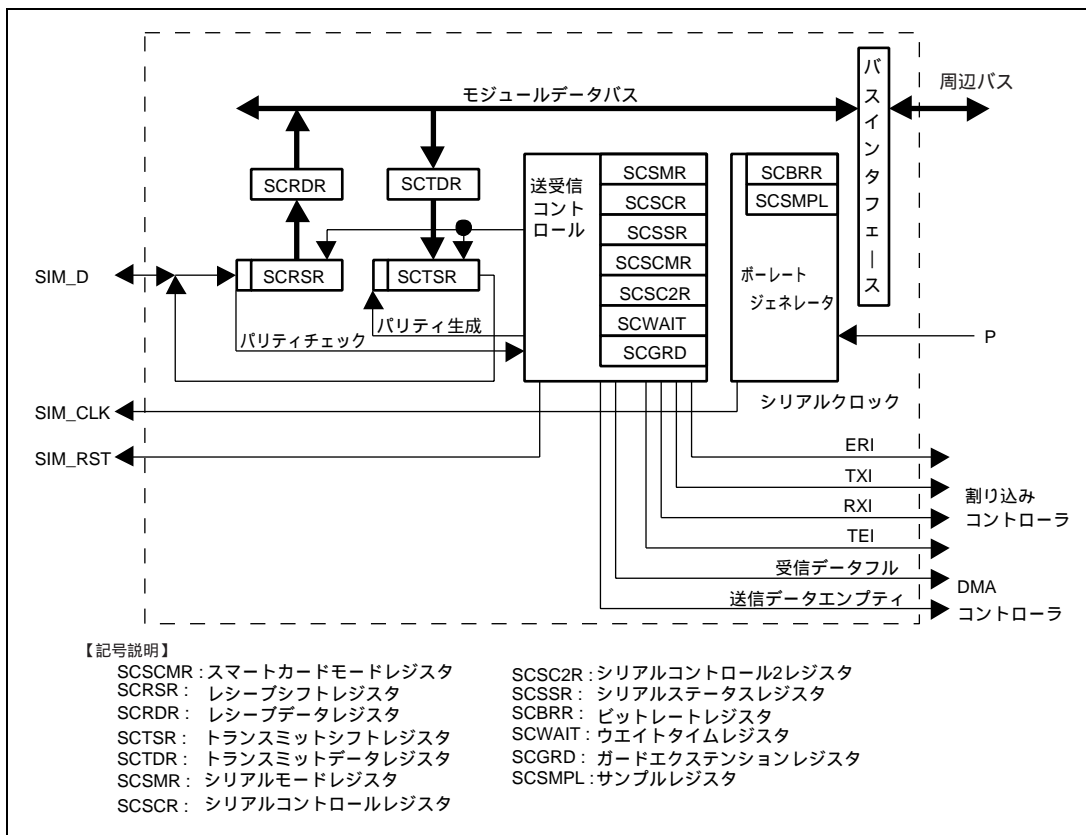 モジュールデータバス
バスインタフェース
周辺バス
SCRDR
SCTDR
送受信
コント
ロール
SCSMR
SCSCR
SCSSR
SCSCMR
SCSC2R
SCWAIT
SCGRD
SCBRR
SCSMPL
ボーレート
ジェネレータ
SIM_D
SCRSR
SCTSR
パリティ生成
パリティチェック
P
シリアルクロック
SIM_CLK
SIM_RST
ERI
TXI
RXI
TEI
割り込み
コントローラ
受信データフル
送信データエンプティ
DMA
コントローラ
【記号説明】
SCSCMR : スマートカードモードレジスタ
SCRSR : レシーブシフトレジスタ
SCRDR : レシーブデータレジスタ
SCTSR : トランスミットシフトレジスタ
SCTDR : トランスミットデータレジスタ
SCSMR : シリアルモードレジスタ
SCSCR : シリアルコントロールレジスタ
SCSC2R : シリアルコントロール2レジスタ
SCSSR : シリアルステータスレジスタ
SCBRR : ビットレートレジスタ
SCWAIT : ウエイトタイムレジスタ
SCGRD : ガードエクステンションレジスタ
SCSMPL : サンプルレジスタ